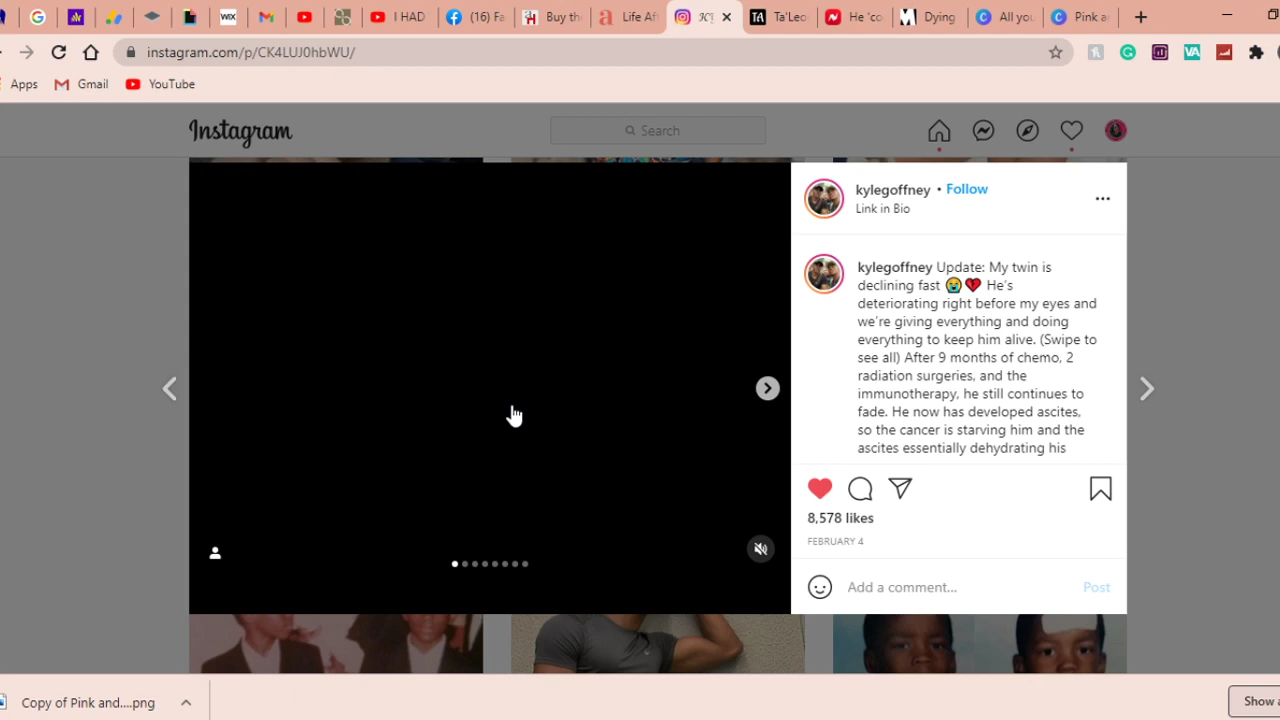 WIX
I HAD
(16) Fa
Buy the
Life Af
TA
Ta'Leo
He 'co
Dying
All you
Pink a
instagram.com/p/CK4LUJ0hbWU/
VA
Apps
Gmail
YouTube
Instagram
Search
kylegoffney • Follow
Link in Bio
kylegoffney Update: My twin is
declining fast 😭💔 He's
deteriorating right before my eyes and
we're giving everything and doing
everything to keep him alive. (Swipe to
see all) After 9 months of chemo, 2
radiation surgeries, and the
immunotherapy, he still continues to
fade. He now has developed ascites,
so the cancer is starving him and the
ascites essentially dehydrating his
8,578 likes
FEBRUARY 4
Add a comment...
Post
Copy of Pink and....png
Show a